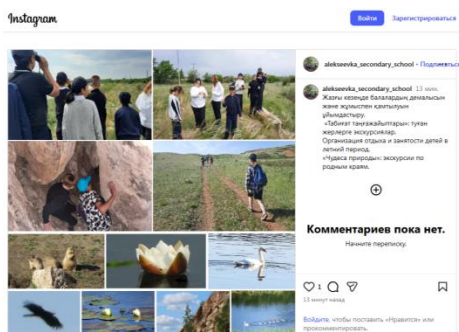 Instagram
Войти
Зарегистрироваться
alekseevka_secondary_school • Подписаться
alekseevka_secondary_school 13 мин.
Жазғы кезеңде балалардың демалысын
және жұмыспен қамтылуын
ұйымдастыру.
«Табиғат таңғажайыптары»: туған
жерлерге экскурсиялар.
Организация отдыха и занятости детей в
летний период.
«Чудеса природы»: экскурсии по
родным краям.
Комментариев пока нет.
Начните переписку.
1
13 минут назад
Войдите, чтобы поставить «Нравится» или
прокомментировать.